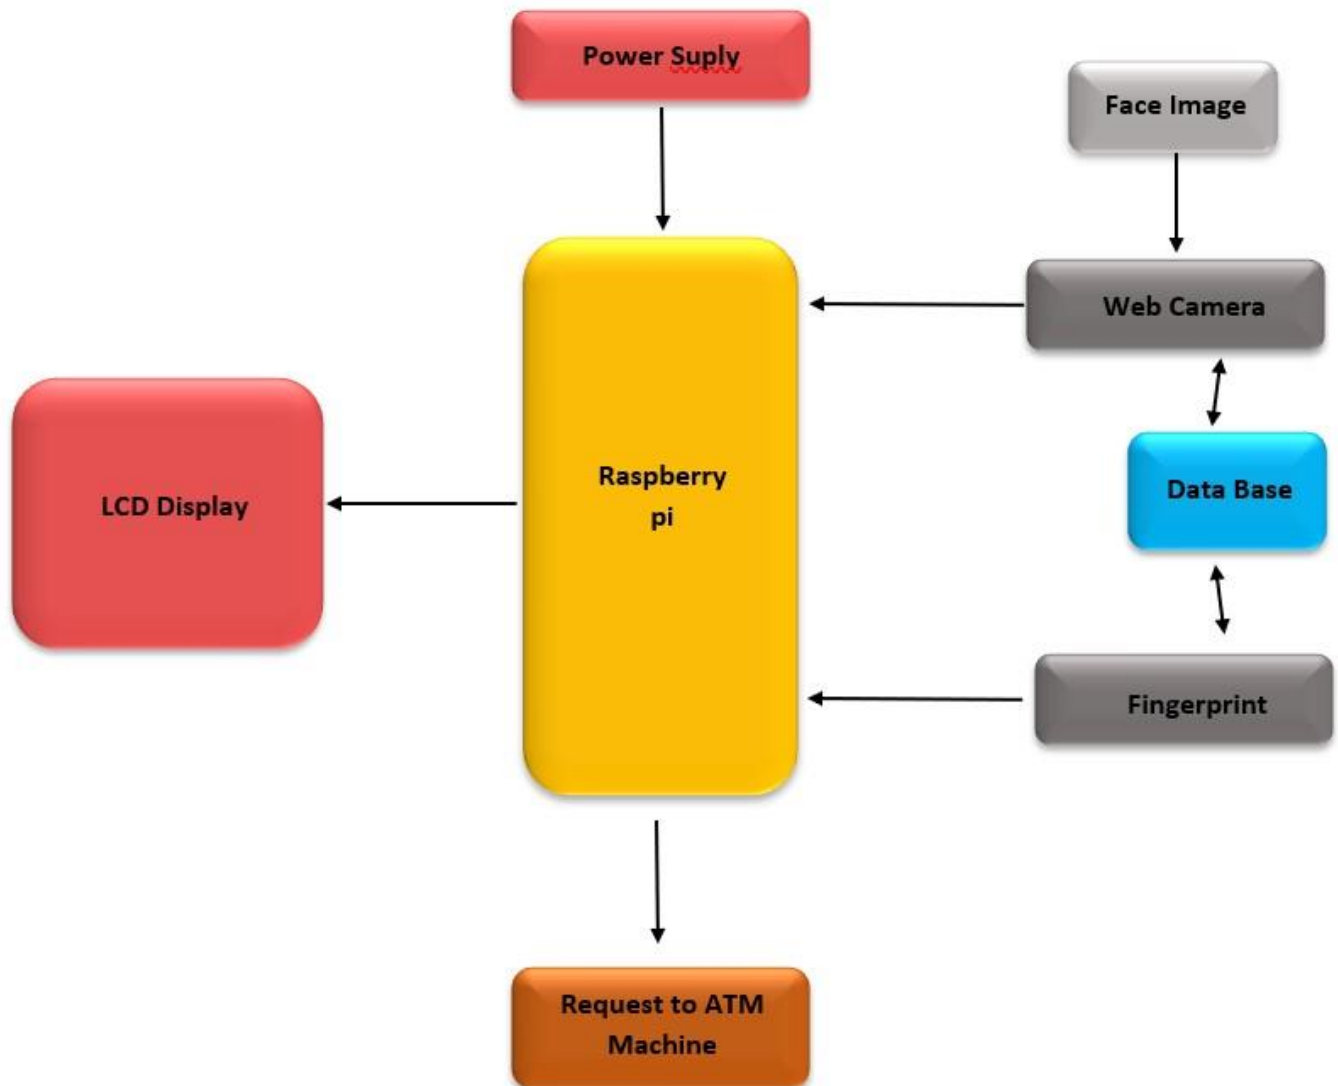 Power Suply
Face Image
Web Camera
Raspberry
pi
LCD Display
Data Base
Fingerprint
Request to ATM
Machine